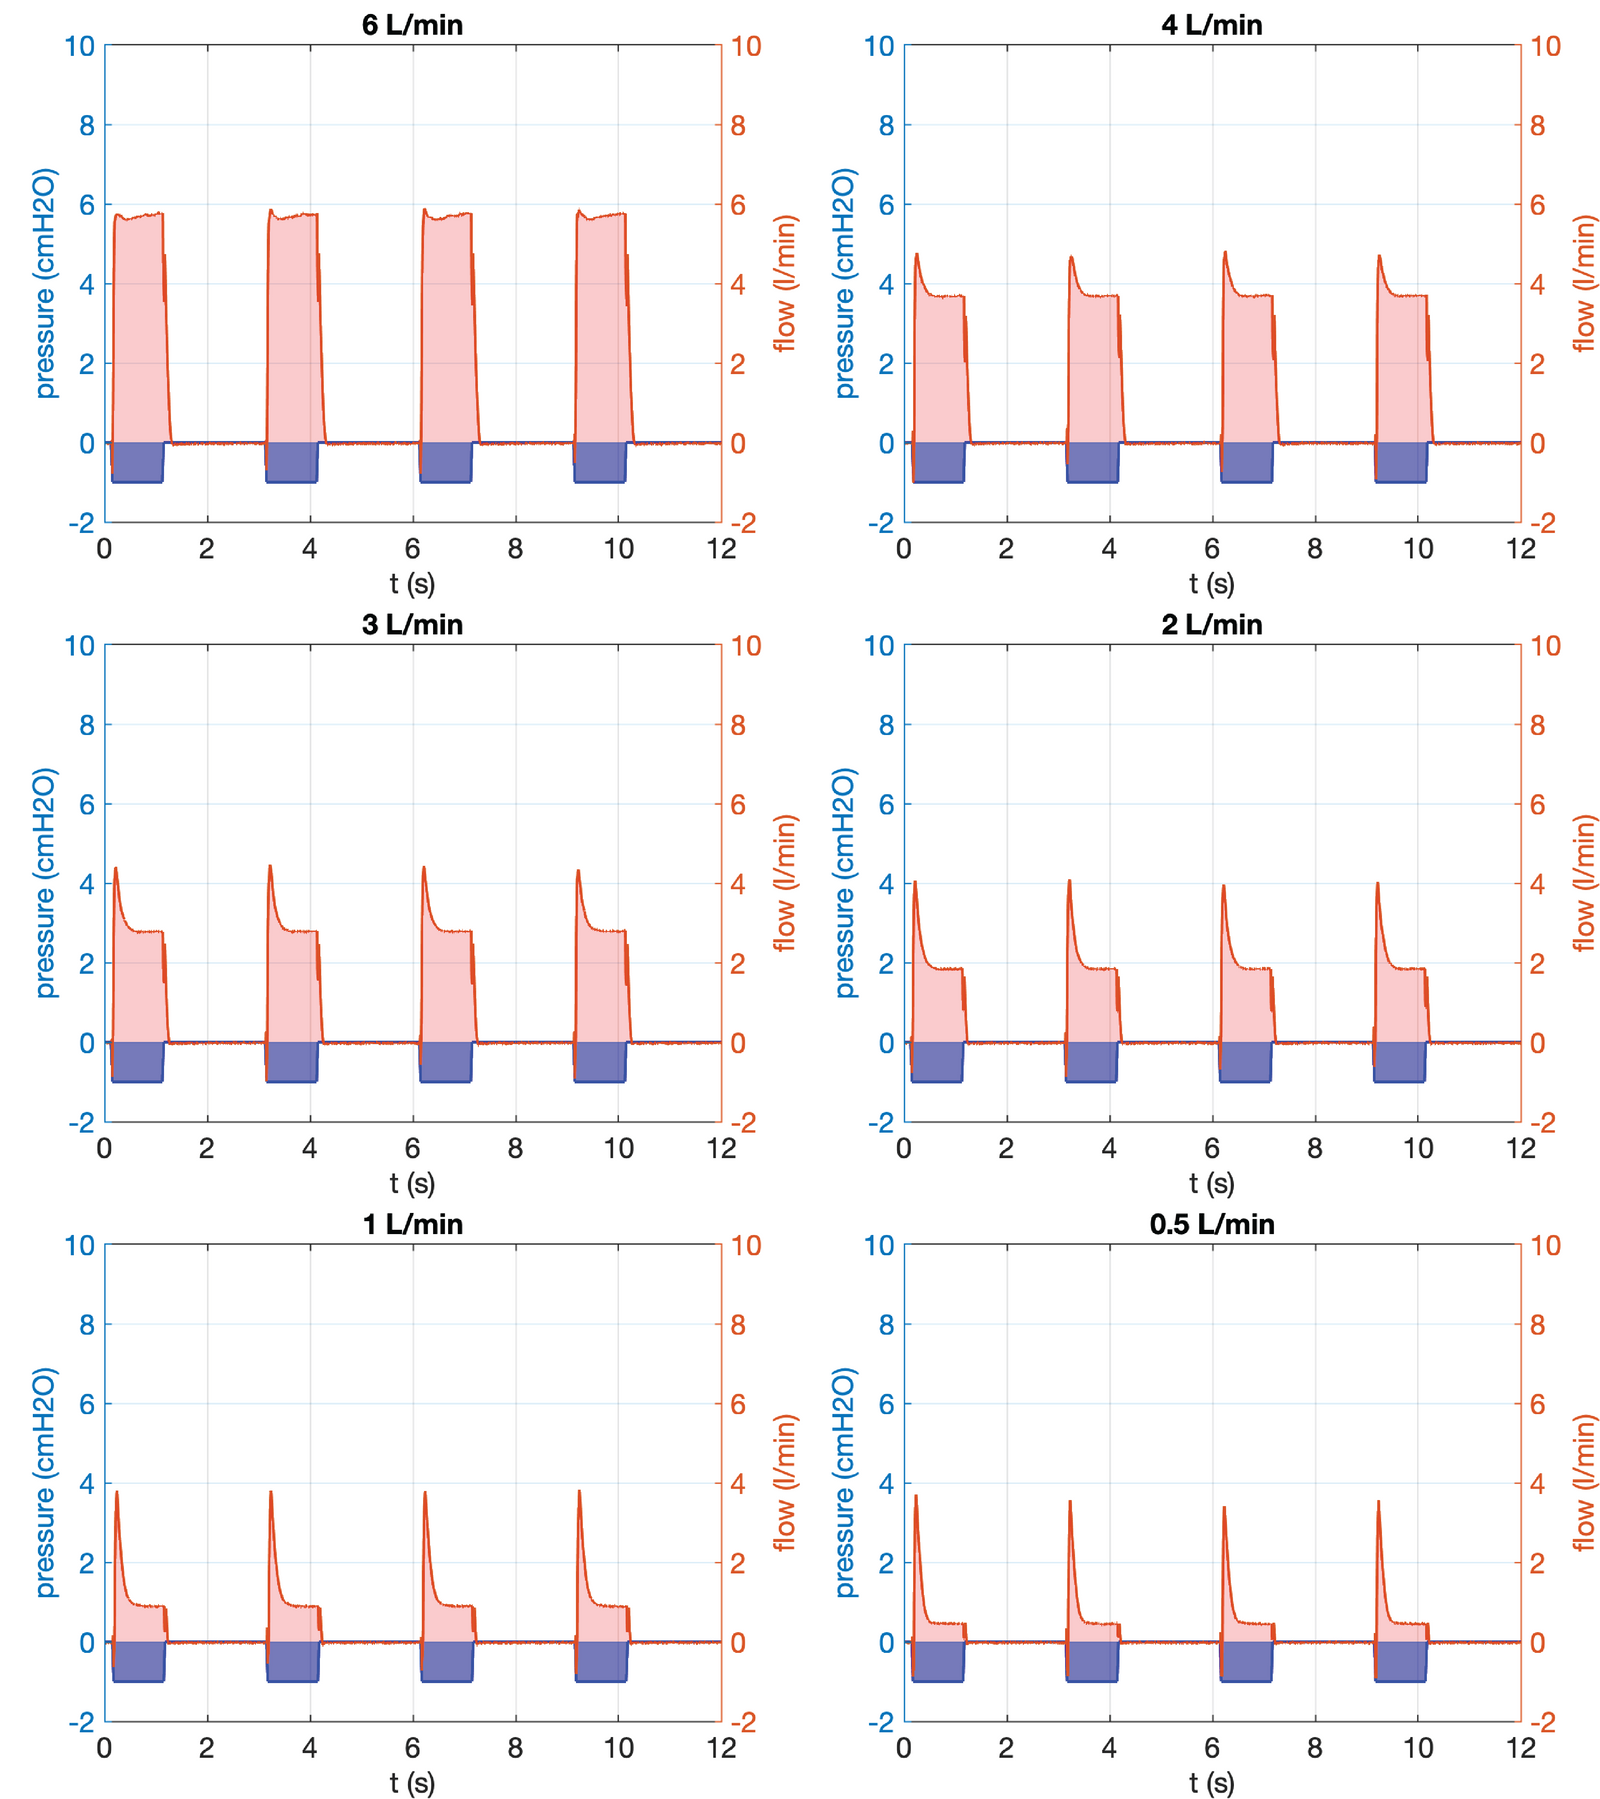 6 L/min
4 L/min
10 10 10 10
8 8 8 8
6 6 6 6
4 4 4 4
2 2 2 2
0 0 0 0
-2 -2 -2 -2
pressure (cmH2O) flow (l/min) pressure (cmH2O) flow (l/min)
0 2 4 6 8 10 12 0 2 4 6 8 10 12
t (s) t (s)
3 L/min
2 L/min
10 10 10 10
8 8 8 8
6 6 6 6
4 4 4 4
2 2 2 2
0 0 0 0
-2 -2 -2 -2
pressure (cmH2O) flow (l/min) pressure (cmH2O) flow (l/min)
0 2 4 6 8 10 12 0 2 4 6 8 10 12
t (s) t (s)
1 L/min
0.5 L/min
10 10 10 10
8 8 8 8
6 6 6 6
4 4 4 4
2 2 2 2
0 0 0 0
-2 -2 -2 -2
pressure (cmH2O) flow (l/min) pressure (cmH2O) flow (l/min)
0 2 4 6 8 10 12 0 2 4 6 8 10 12
t (s) t (s)